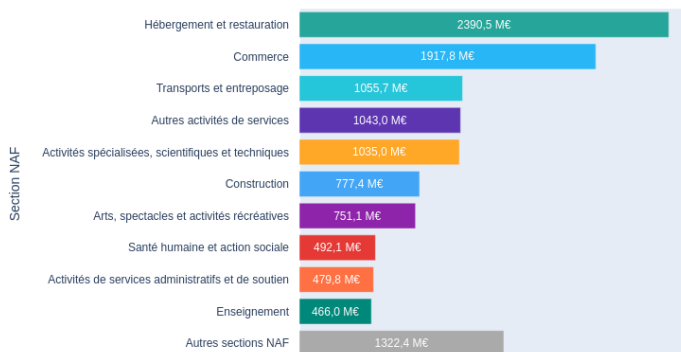 Hébergement et restauration 2390,5 M€
Commerce 1917,8 M€
Transports et entreposage 1055,7 M€
Autres activités de services 1043,0 M€
Activités spécialisées, scientifiques et techniques 1035,0 M€
Construction 777,4 M€
Arts, spectacles et activités récréatives 751,1 M€
Santé humaine et action sociale 492,1 M€
Activités de services administratifs et de soutien 479,8 M€
Enseignement 466,0 M€
Autres sections NAF 1322,4 M€
Section NAF